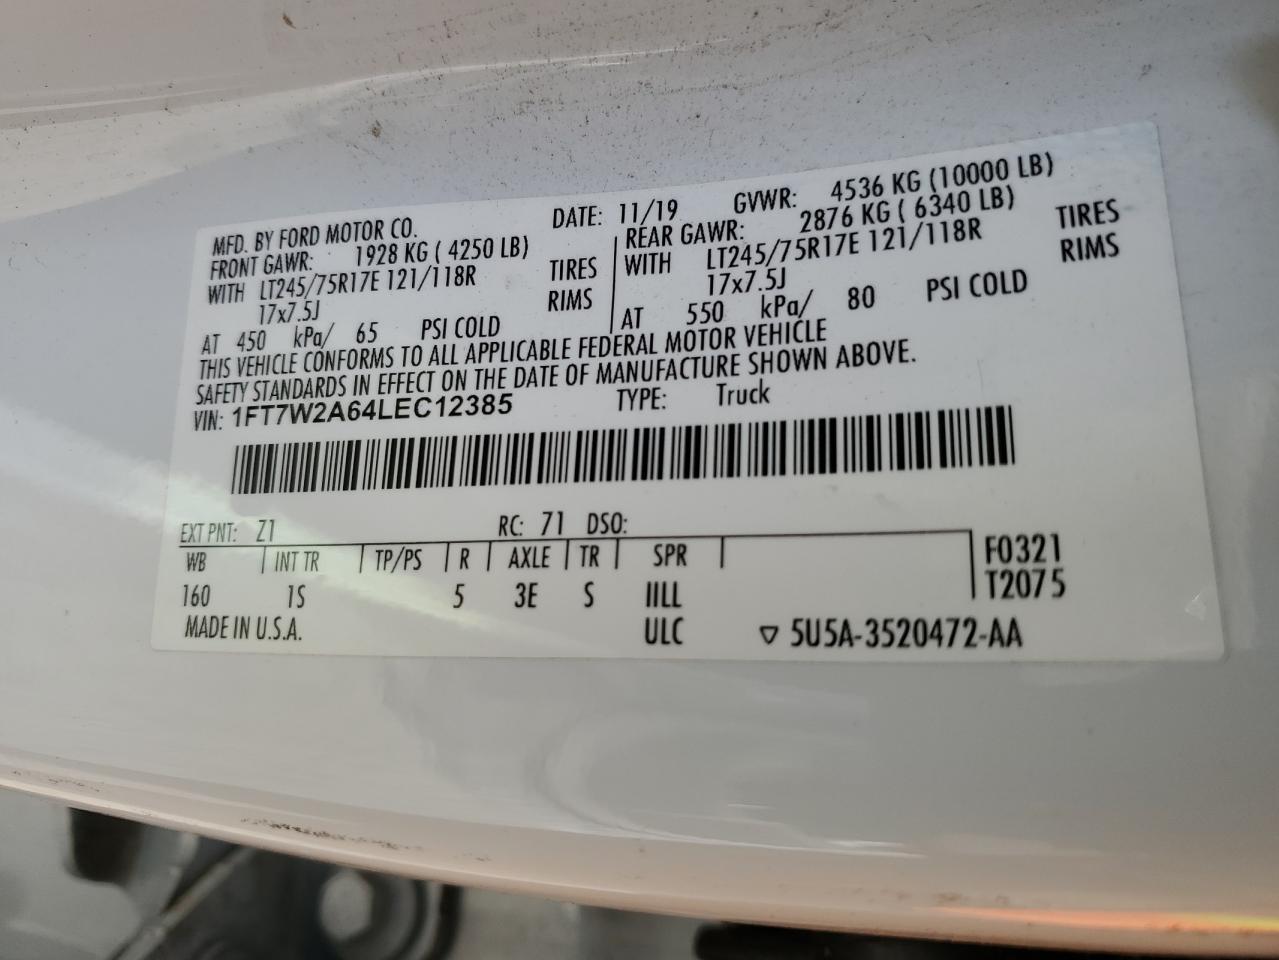 MFD. BY FORD MOTOR CO. DATE: 11/19 GVWR: 4536 KG (10000 LB)
FRONT GAWR: 1928 KG ( 4250 LB) REAR GAWR: 2876 KG ( 6340 LB)
WITH LT245/75R17E 121/118R TIRES WITH LT245/75R17E 121/118R TIRES
17x7.5J RIMS 17x7.5J RIMS
AT 450 kPa/ 65 PSI COLD AT 550 kPa/ 80 PSI COLD
THIS VEHICLE CONFORMS TO ALL APPLICABLE FEDERAL MOTOR VEHICLE
SAFETY STANDARDS IN EFFECT ON THE DATE OF MANUFACTURE SHOWN ABOVE.
VIN: 1FT7W2A64LEC12385 TYPE: Truck
EXT PNT: Z1 RC: 71 DSO:
WB INT TR TP/PS R AXLE TR SPR F0321
160 1S 5 3E S IILL T2075
MADE IN U.S.A. ULC ▽ 5U5A-3520472-AA